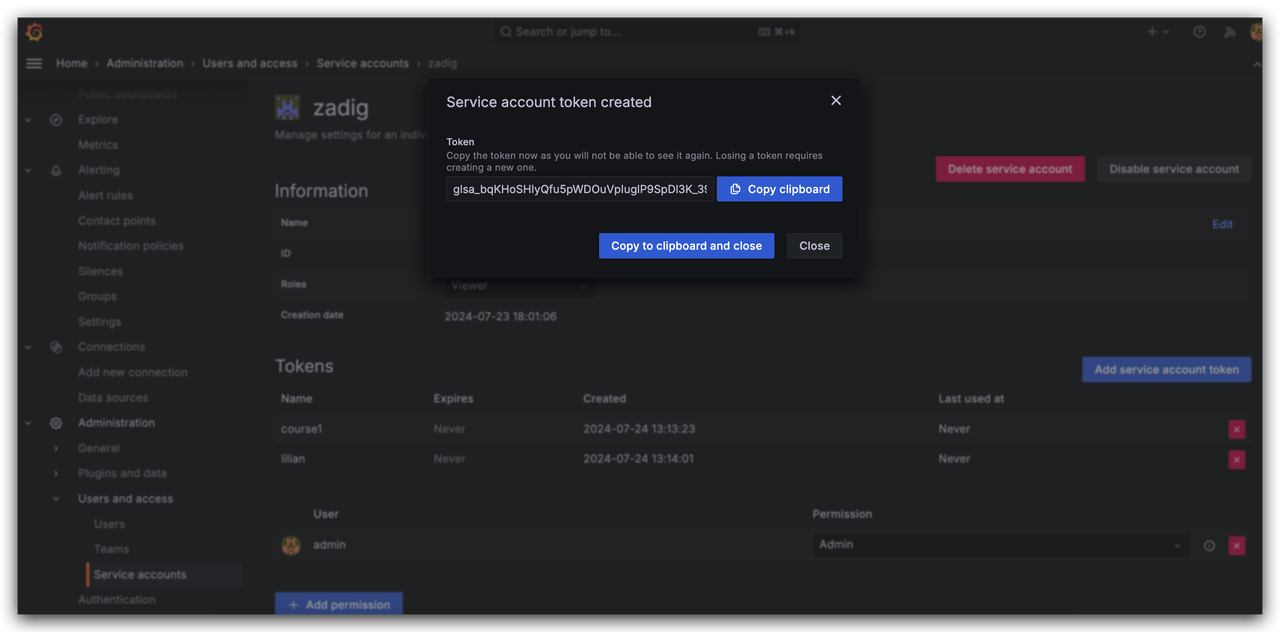 Search or jump to...
⌘+k
Home › Administration › Users and access › Service accounts › zadig
Public dashboards
Explore
Metrics
Alerting
Alert rules
Contact points
Notification policies
Silences
Groups
Settings
Connections
Add new connection
Data sources
Administration
General
Plugins and data
Users and access
Users
Teams
Service accounts
Authentication
zadig
Manage settings for an indiv
Delete service account
Disable service account
Information
Name
Edit
ID
Roles
Viewer
Creation date
2024-07-23 18:01:06
Service account token created
Token
Copy the token now as you will not be able to see it again. Losing a token requires
creating a new one.
Copy clipboard
Copy to clipboard and close
Close
Tokens
Add service account token
Name Expires Created Last used at
course1 Never 2024-07-24 13:13:23 Never
lilian Never 2024-07-24 13:14:01 Never
User Permission
admin Admin
+ Add permission